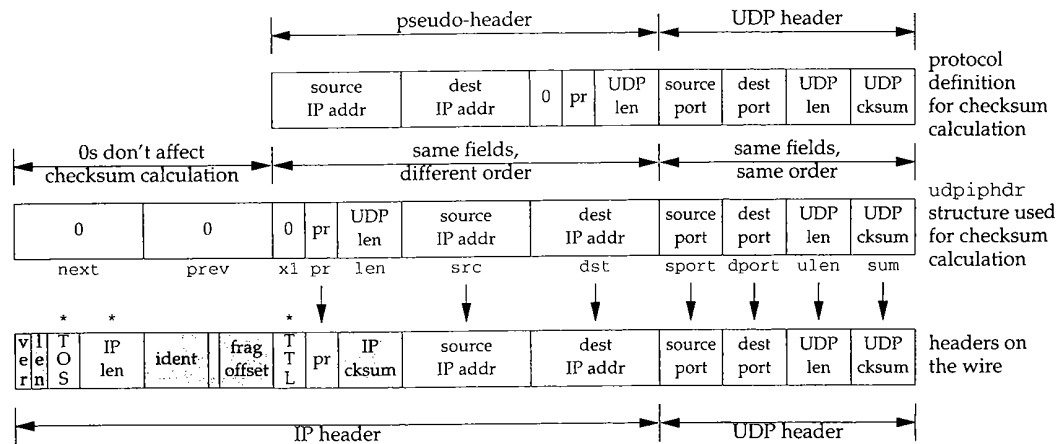 pseudo-header UDP header
source IP addr dest IP addr 0 pr UDP len source port dest port UDP len UDP cksum
protocol definition for checksum calculation
0s don't affect checksum calculation same fields, different order same fields, same order
0 0 0 pr UDP len source IP addr dest IP addr source port dest port UDP len UDP cksum
udpiphdr structure used for checksum calculation
next prev x1 pr len src dst sport dport ulen sum
* * *
ver len TOS IP len ident frag offset TTL pr IP cksum source IP addr dest IP addr source port dest port UDP len UDP cksum
headers on the wire
IP header UDP header